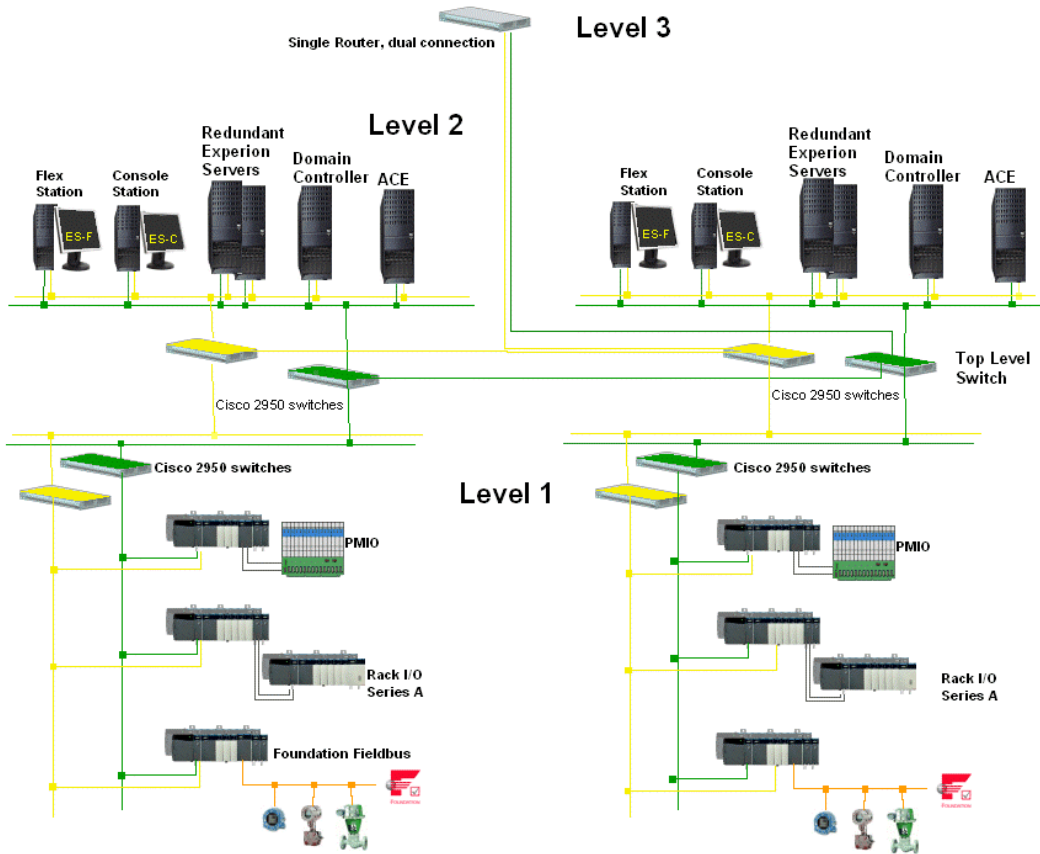 Level 3
Single Router, dual connection
Level 2
Flex
Station
Console
Station
Redundant
Experion
Servers
Domain
Controller
ACE
ES-F
ES-C
Flex
Station
Console
Station
Redundant
Experion
Servers
Domain
Controller
ACE
ES-F
ES-C
Top Level
Switch
Cisco 2950 switches
Cisco 2950 switches
Cisco 2950 switches
Cisco 2950 switches
Level 1
PMIO
PMIO
Rack I/O
Series A
Rack I/O
Series A
Foundation Fieldbus
FOUNDATION
FOUNDATION